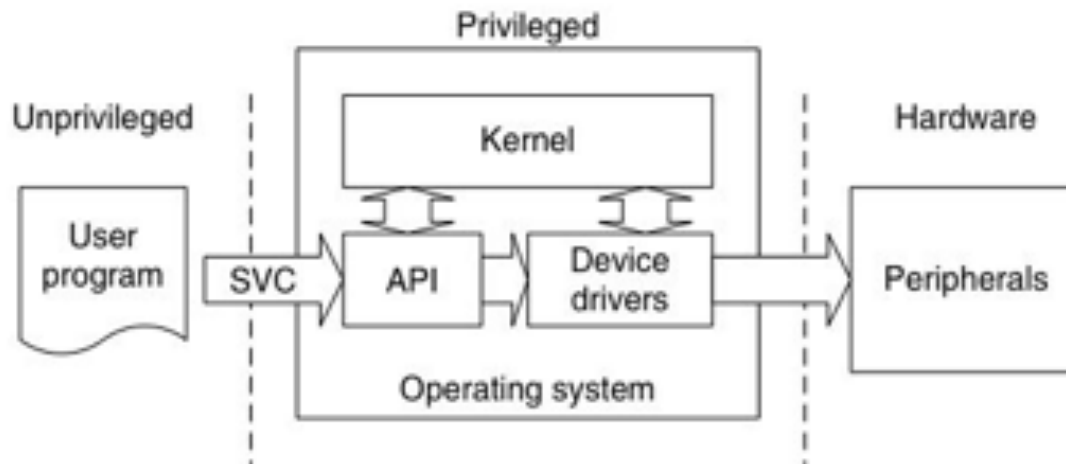 Privileged
Unprivileged
Hardware
Kernel
User
program
SVC
API
Device
drivers
Peripherals
Operating system